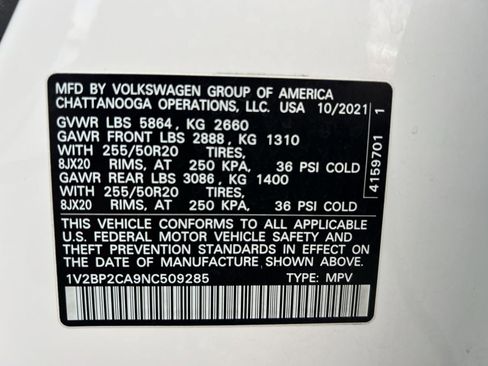 MFD BY VOLKSWAGEN GROUP OF AMERICA
CHATTANOOGA OPERATIONS, LLC. USA 10/2021
GVWR LBS 5864, KG 2660
GAWR FRONT LBS 2888, KG 1310
WITH 255/50R20 TIRES,
8JX20 RIMS, AT 250 KPA, 36 PSI COLD
GAWR REAR LBS 3086, KG 1400
WITH 255/50R20 TIRES,
8JX20 RIMS, AT 250 KPA, 36 PSI COLD
THIS VEHICLE CONFORMS TO ALL APPLICABLE
U.S. FEDERAL MOTOR VEHICLE SAFETY AND
THEFT PREVENTION STANDARDS IN EFFECT ON
THE DATE OF MANUFACTURE SHOWN ABOVE.
1V2BP2CA9NC509285 TYPE: MPV
4159701 1